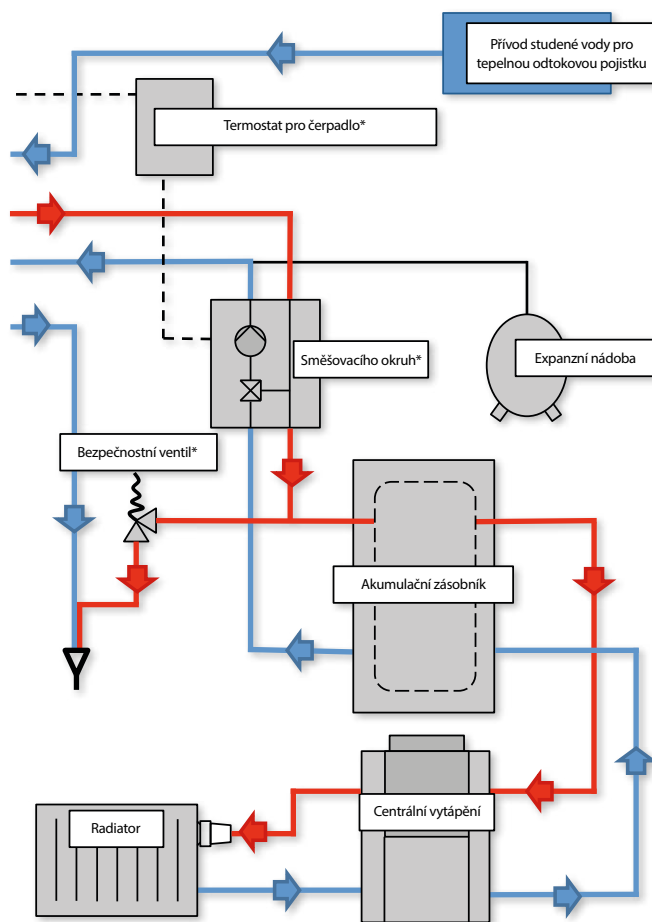 Přívod studené vody pro
tepelnou odtokovou pojistku
Termostat pro čerpadlo*
Směšovacího okruh*
Expanzní nádoba
Bezpečnostní ventil*
Akumulační zásobník
Centrální vytápění
Radiator